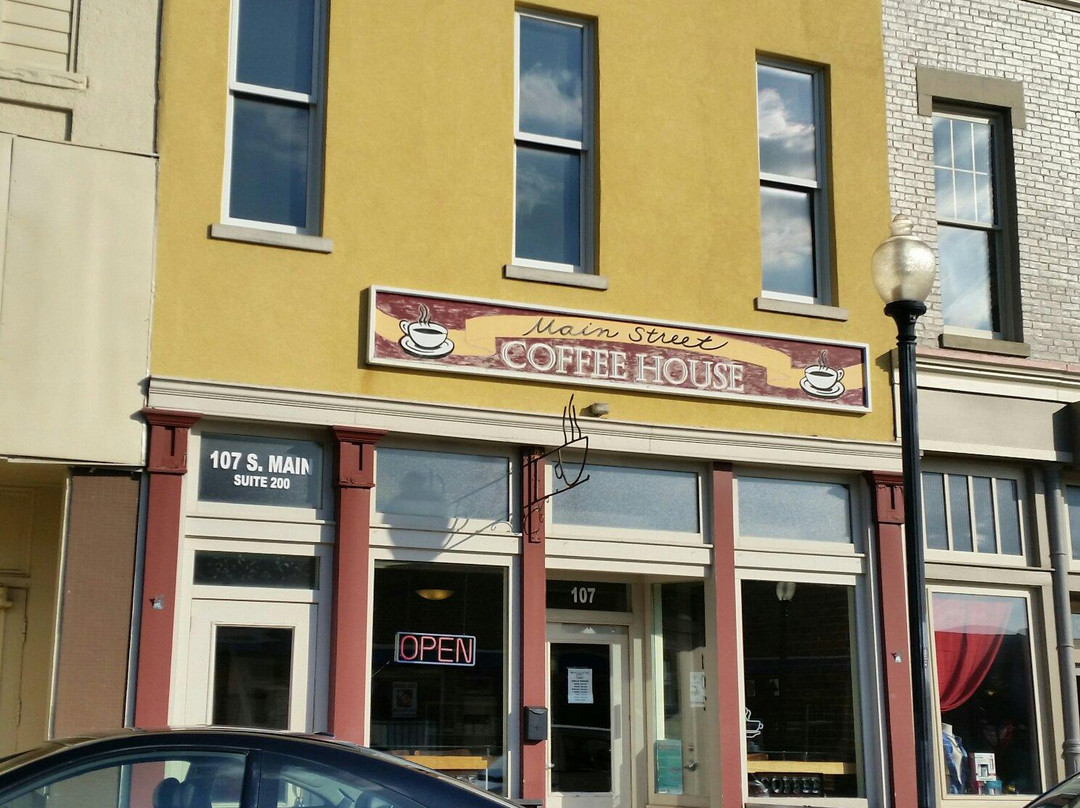 Main Street
COFFEE HOUSE
107 S. MAIN
SUITE 200
107
OPEN
COFFEE